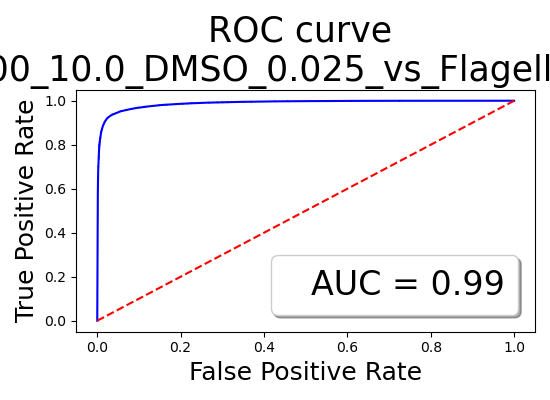 ROC curve
00_10.0_DMSO_0.025_vs_Flagell
True Positive Rate
1.0
0.8
0.6
0.4
0.2
0.0
AUC = 0.99
0.0 0.2 0.4 0.6 0.8 1.0
False Positive Rate